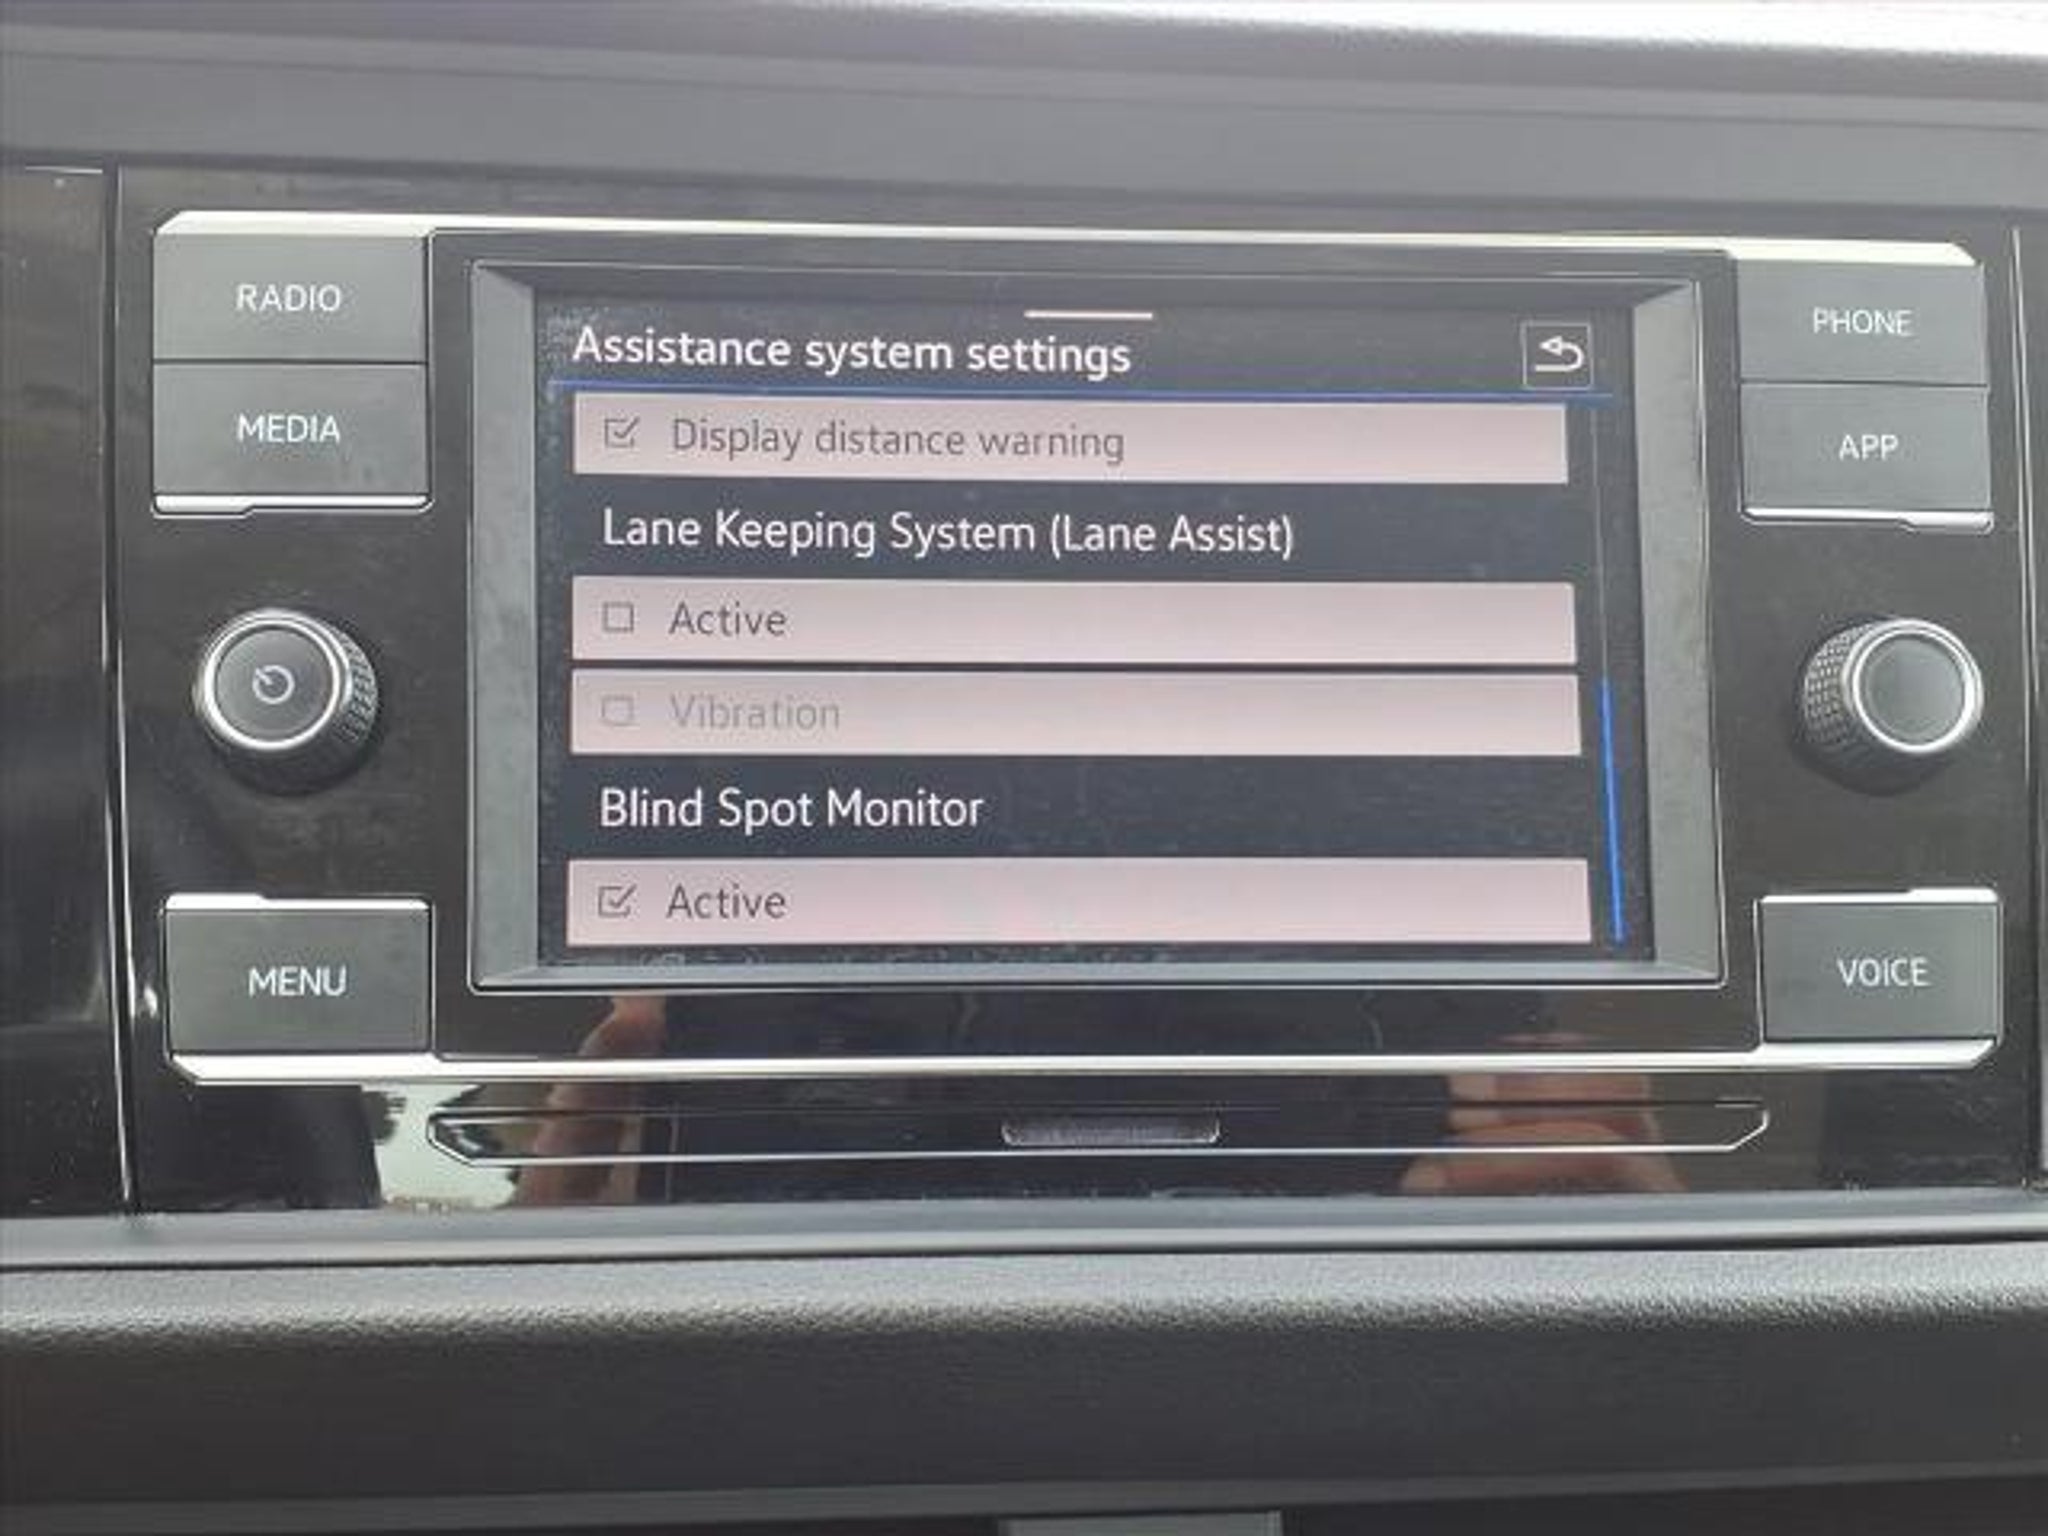 RADIO
MEDIA
MENU
Assistance system settings
Display distance warning
Lane Keeping System (Lane Assist)
Active
Vibration
Blind Spot Monitor
Active
PHONE
APP
VOICE